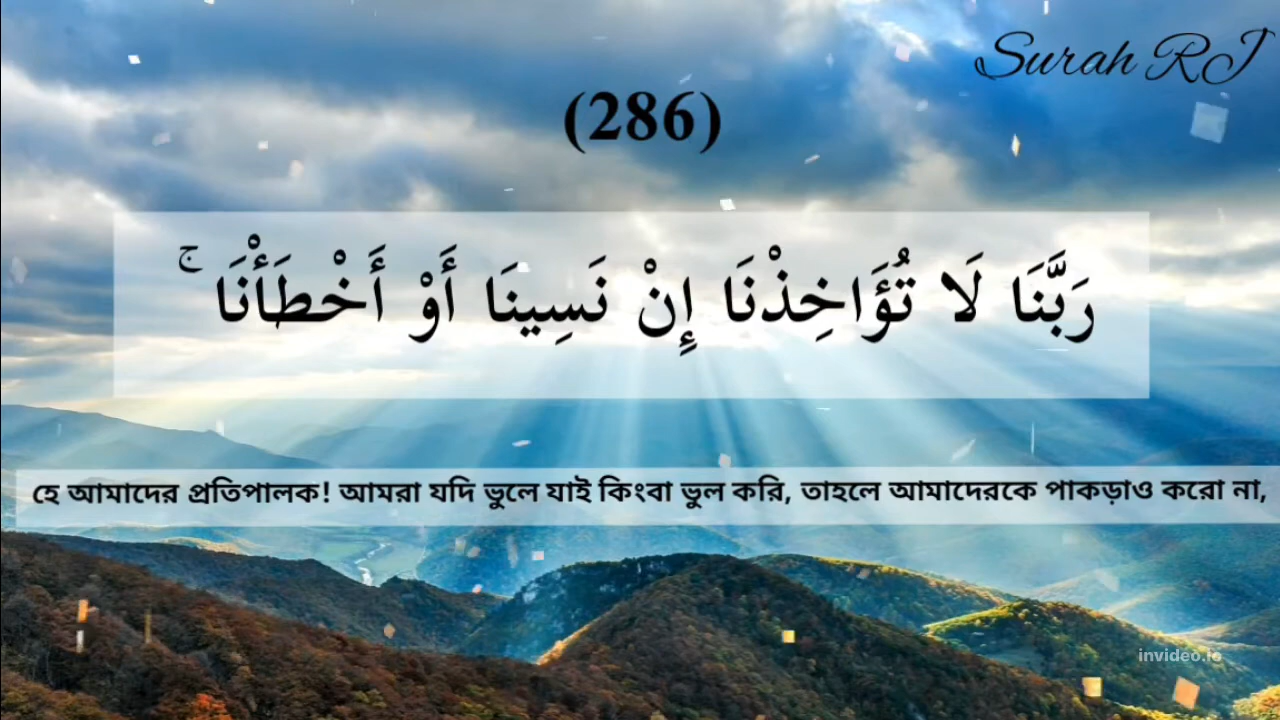 Surah RJ
(286)
رَبَّنَا لَا تُؤَاخِذْنَا إِنْ نَسِينَا أَوْ أَخْطَأْنَا ۚ
হে আমাদের প্রতিপালক! আমরা যদি ভুলে যাই কিংবা ভুল করি, তাহলে আমাদেরকে পাকড়াও করো না,
invideo.io